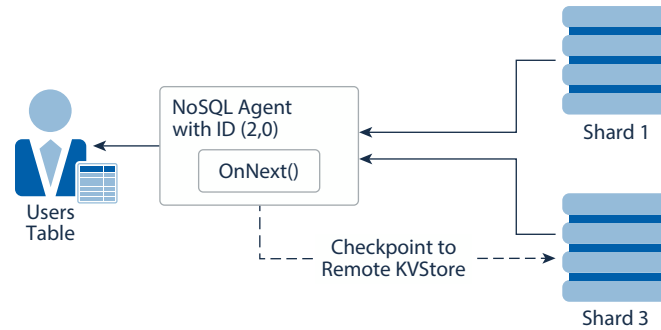 NoSQL Agent
with ID (2,0)
OnNext()
Shard 1
Users
Table
Checkpoint to
Remote KVStore
Shard 3